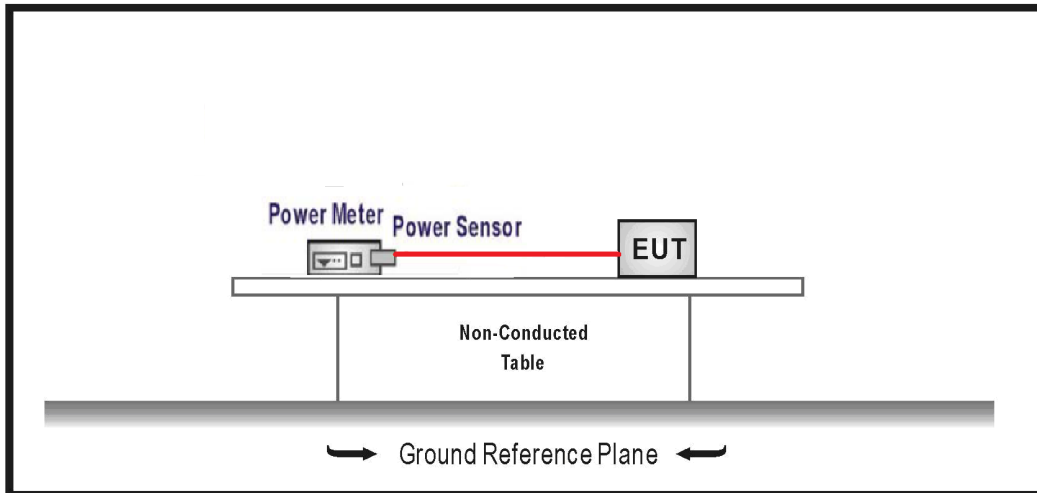 Power Meter
Power Sensor
EUT
Non-Conducted
Table
Ground Reference Plane